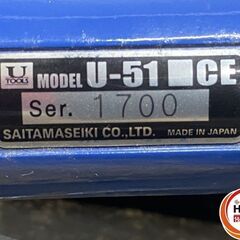 U TOOLS MODEL U-51 CE
Ser. 1700
SAITAMASEIKI CO.,LTD. MADE IN JAPAN